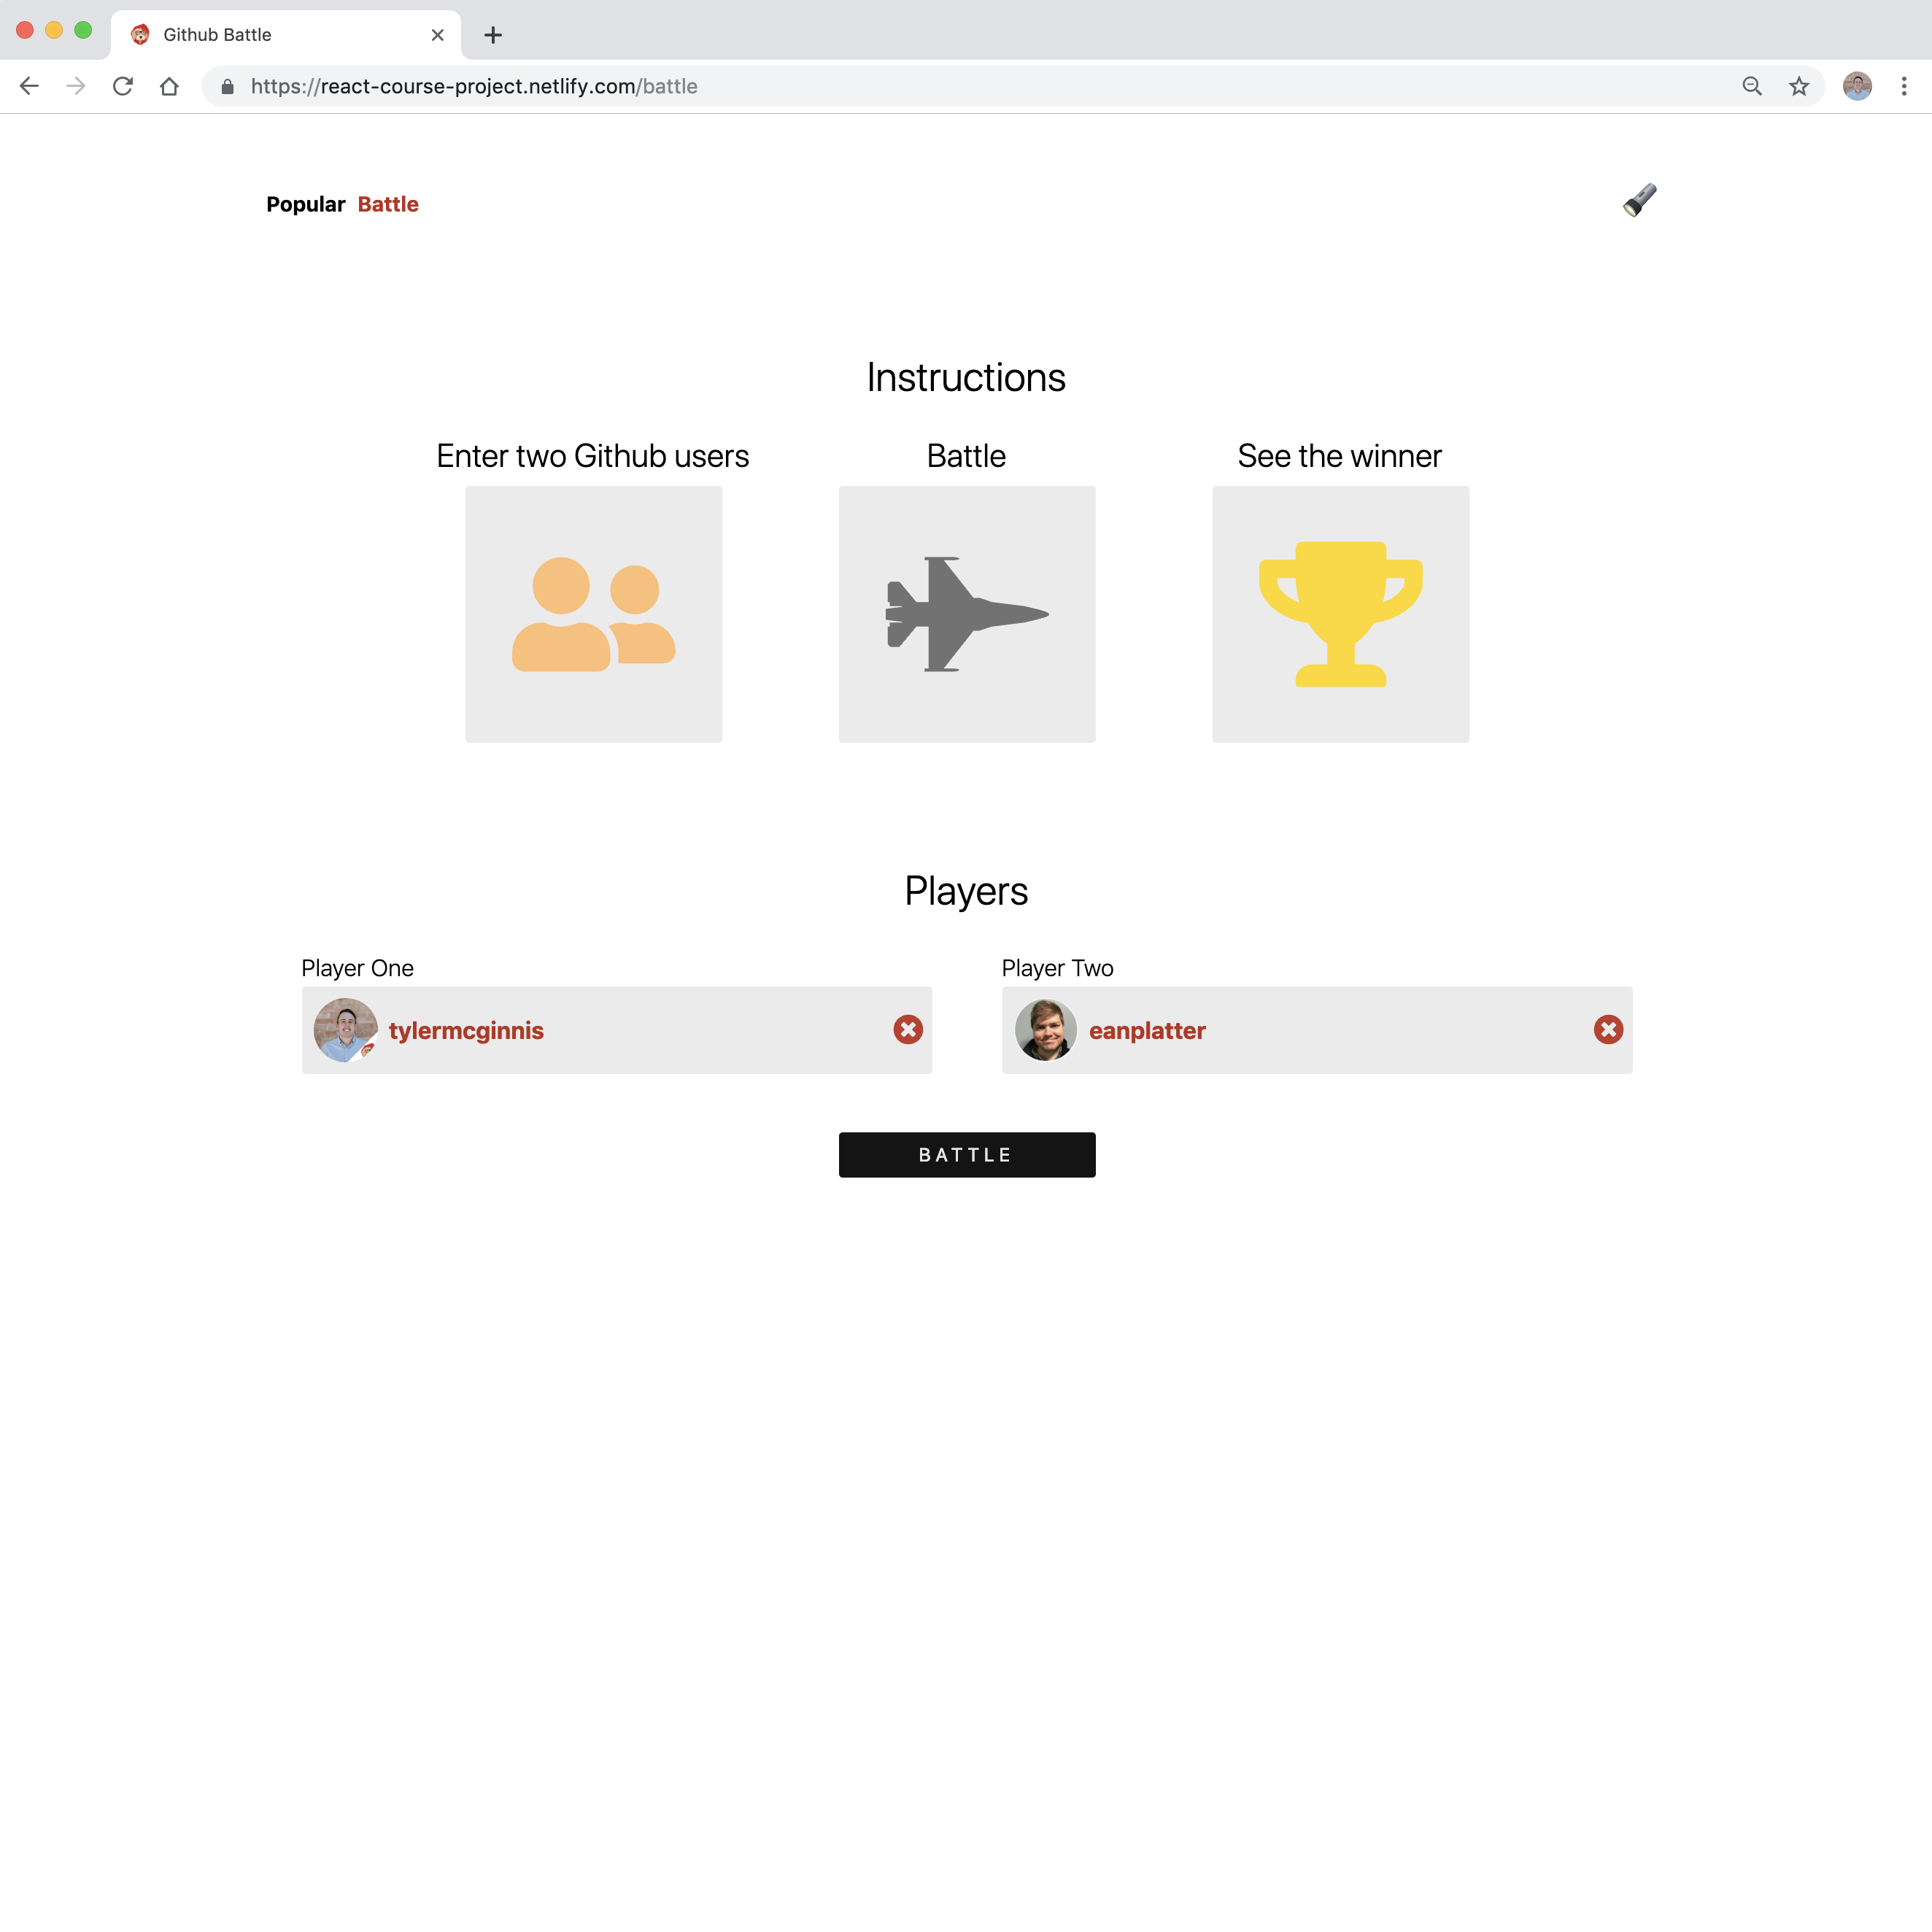 Github Battle
https://react-course-project.netlify.com/battle
Popular Battle
Instructions
Enter two Github users
Battle
See the winner
Players
Player One
Player Two
tylermcginnis
eanplatter
BATTLE